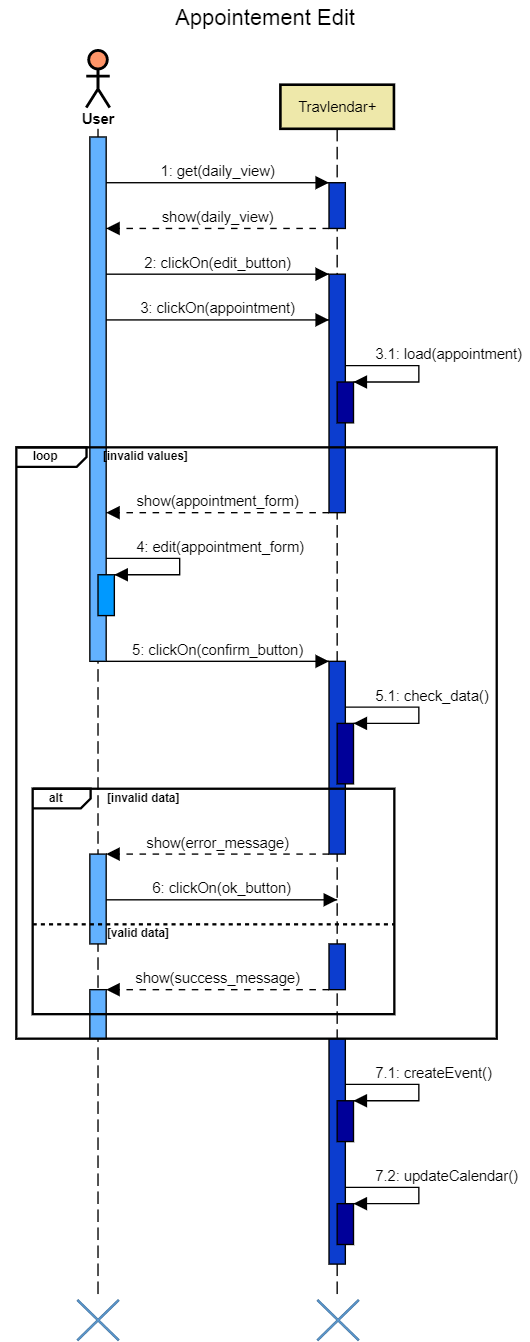 Appointement Edit
User
Travlendar+
1: get(daily_view)
show(daily_view)
2: clickOn(edit_button)
3: clickOn(appointment)
3.1: load(appointment)
loop
[invalid values]
show(appointment_form)
4: edit(appointment_form)
5: clickOn(confirm_button)
5.1: check_data()
alt
[invalid data]
show(error_message)
6: clickOn(ok_button)
[valid data]
show(success_message)
7.1: createEvent()
7.2: updateCalendar()